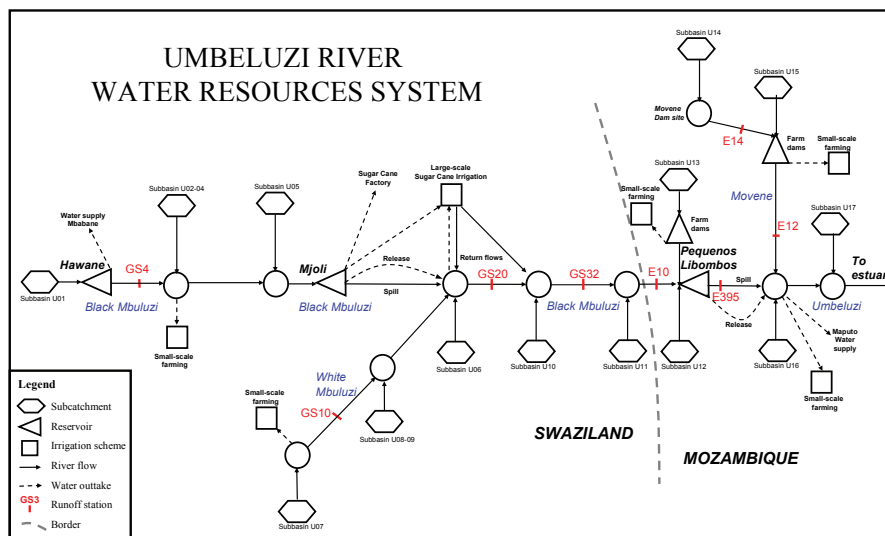 UMBELUZI RIVER
WATER RESOURCES SYSTEM
Subbasin U14
Subbasin U15
Movene
Dam site
E14
Farm
dams
Small-scale
farming
Subbasin U02-04
Subbasin U05
Sugar Cane
Factory
Large-scale
Sugar Cane Irrigation
Subbasin U13
Small-scale
farming
Farm
dams
Movene
E12
Subbasin U17
Water supply
Mbabane
Hawane
GS4
Subbasin U01
Black Mbuluzi
Small-scale
farming
Mjoli
Release
Spill
Black Mbuluzi
Return flows
GS20
GS32
Black Mbuluzi
E10
Pequenos
Libombos
Spill
E395
Release
To
estuar
Umbeluzi
Maputo
Water
supply
Subbasin U06
Subbasin U10
Subbasin U11
Subbasin U12
Subbasin U16
Small-scale
farming
White
Mbuluzi
Small-scale
farming
GS10
Subbasin U08-09
Subbasin U07
SWAZILAND
MOZAMBIQUE
Legend
Subcatchment
Reservoir
Irrigation scheme
River flow
Water outtake
GS3
Runoff station
Border